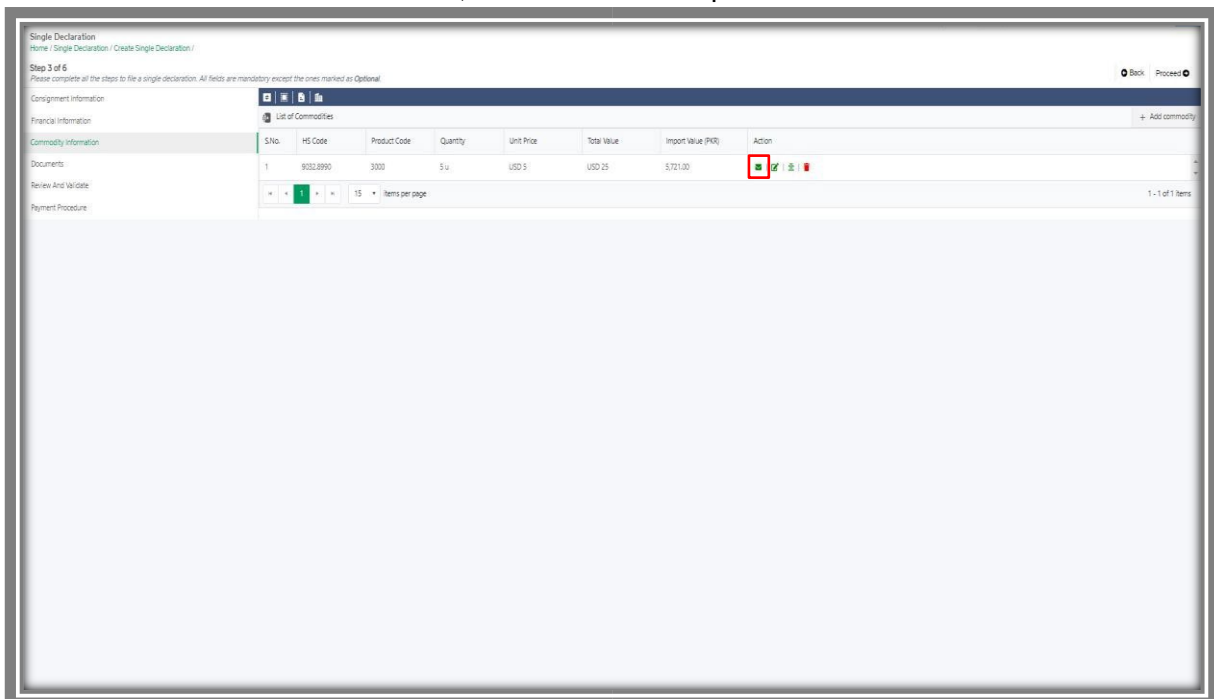 Single Declaration
Home / Single Declaration / Create Single Declaration /
Step 3 of 6
Please complete all the steps to file a single declaration. All fields are mandatory except the ones marked as Optional.
Back Proceed
Consignment Information
Financial Information
Commodity Information
Documents
Review And Validate
Payment Procedure
List of Commodities
+ Add commodity
S.No. HS Code Product Code Quantity Unit Price Total Value Import Value (PKR) Action
1 9032.8990 3000 5 u USD 5 USD 25 5,721.00
1 15 items per page 1 - 1 of 1 items